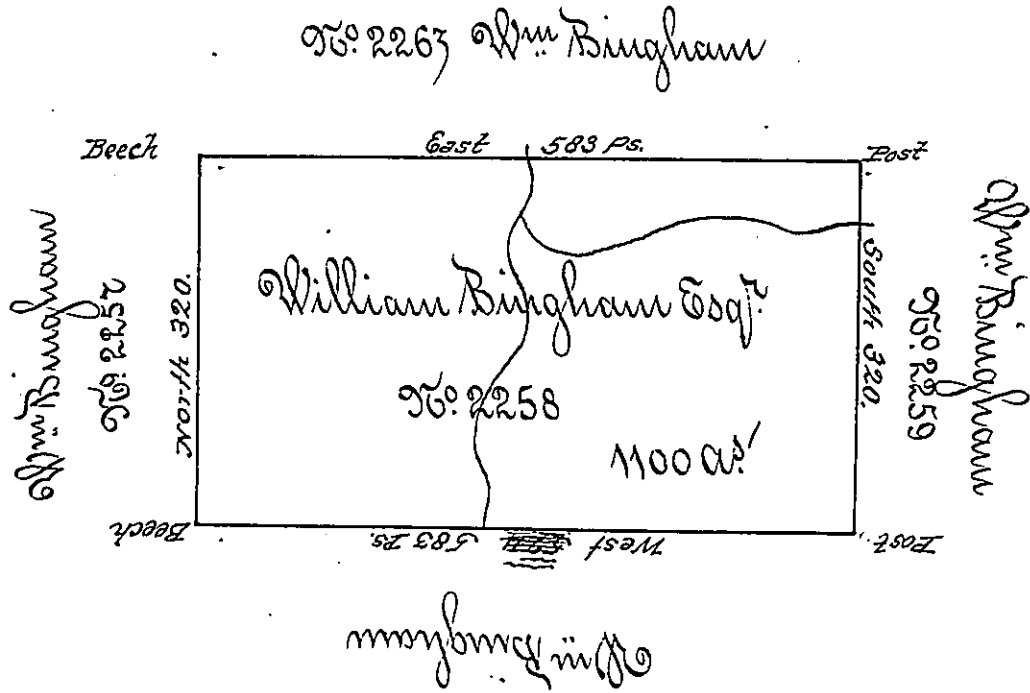 No. 2263 Wm Bingham
Beech East 583 Ps. Post
Wm Bingham
No. 2257
North 320.
William Bingham Esqr.
No. 2258
1100 as.
South 320.
No. 2259
Wm Bingham
Beech 583 Ps. West Post
Wm Bingham